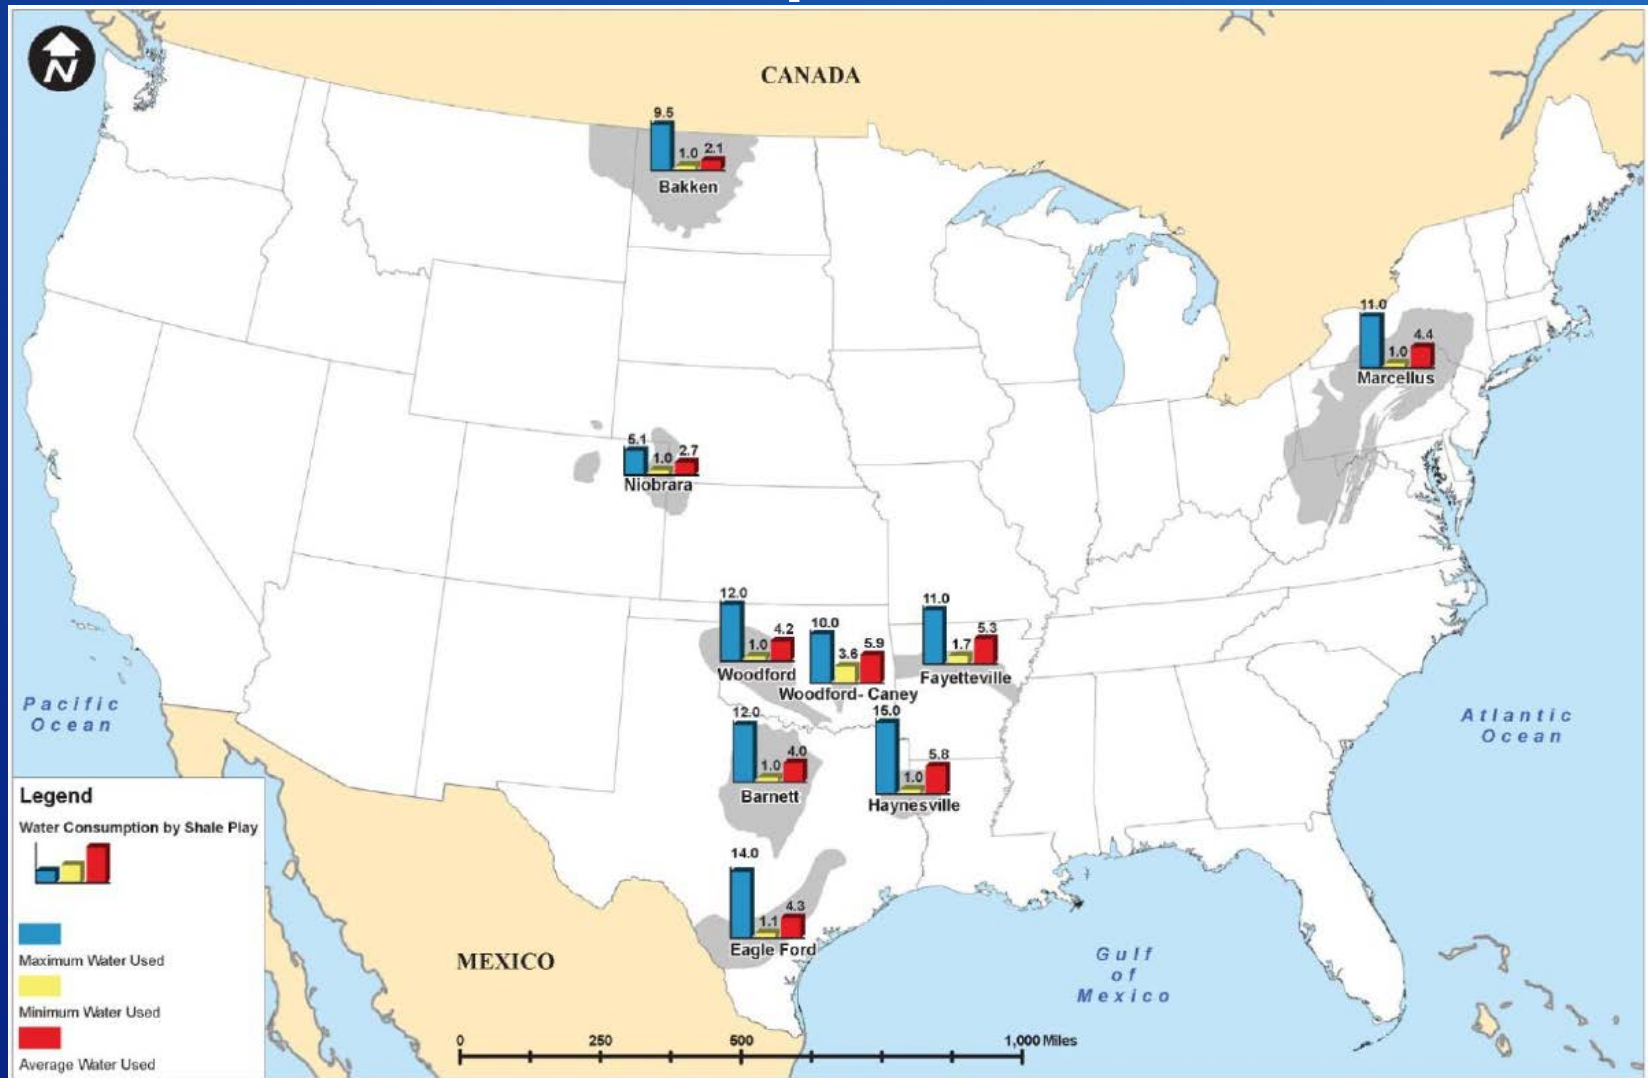 N
CANADA
9.5
1.0
2.1
Bakken
11.0
1.0
4.4
Marcellus
5.1
1.0
2.7
Niobrara
12.0
1.0
4.2
Woodford
10.0
3.6
5.9
Woodford- Caney
11.0
1.7
5.3
Fayetteville
12.0
1.0
4.0
Barnett
15.0
1.0
5.8
Haynesville
14.0
1.1
4.3
Eagle Ford
Pacific
Ocean
Atlantic
Ocean
Gulf
of
Mexico
MEXICO
Legend
Water Consumption by Shale Play
Maximum Water Used
Minimum Water Used
Average Water Used
0 250 500 1,000 Miles